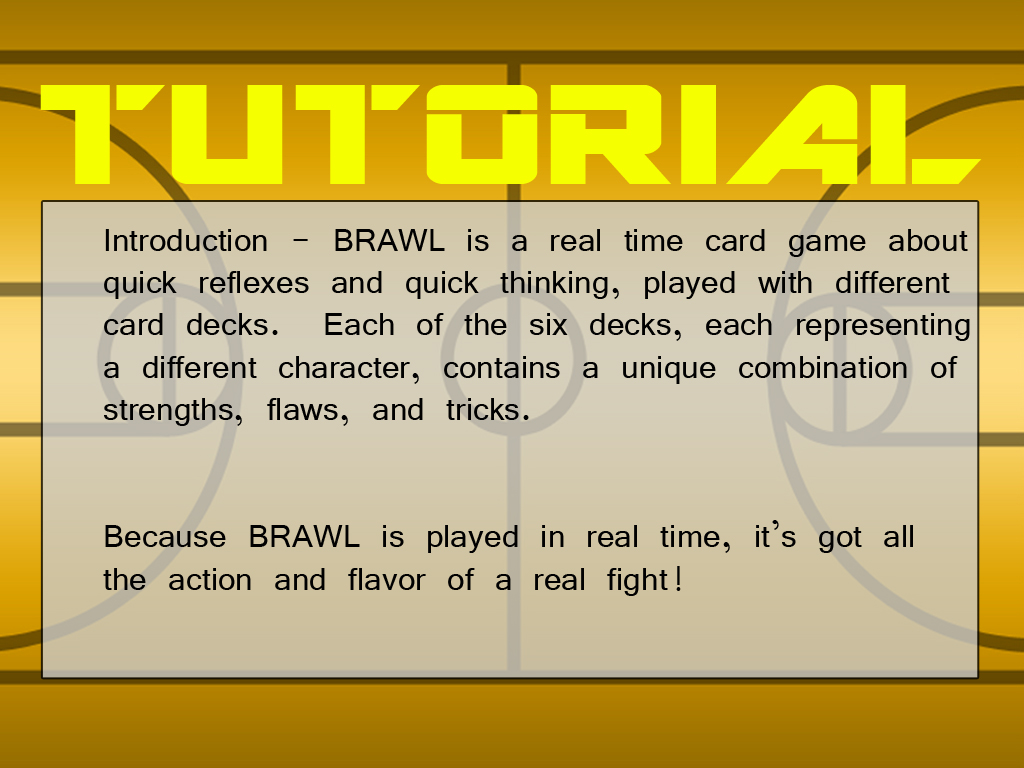 TUTORIAL
Introduction - BRAWL is a real time card game about
quick reflexes and quick thinking, played with different
card decks.  Each of the six decks, each representing
a different character, contains a unique combination of
strengths, flaws, and tricks.
Because BRAWL is played in real time, it's got all
the action and flavor of a real fight!